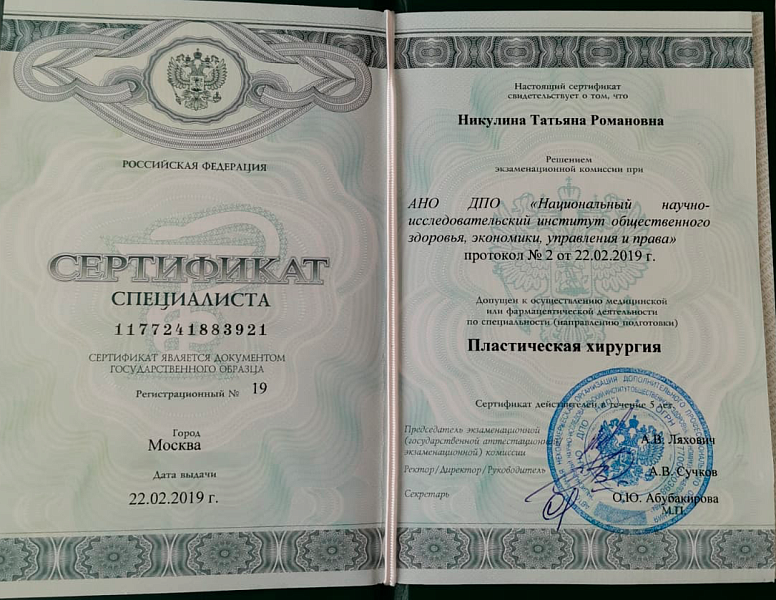 РОССИЙСКАЯ ФЕДЕРАЦИЯ
СЕРТИФИКАТ
СПЕЦИАЛИСТА
1177241883921
СЕРТИФИКАТ ЯВЛЯЕТСЯ ДОКУМЕНТОМ
ГОСУДАРСТВЕННОГО ОБРАЗЦА
Регистрационный № 19
Город
Москва
Дата выдачи
22.02.2019 г.
Настоящий сертификат
свидетельствует о том, что
Никулина Татьяна Романовна
Решением
экзаменационной комиссии при
АНО ДПО «Национальный научно-
исследовательский институт общественного
здоровья, экономики, управления и права»
протокол № 2 от 22.02.2019 г.
Допущен к осуществлению медицинской
или фармацевтической деятельности
по специальности (направлению подготовки)
Пластическая хирургия
Сертификат действителен в течение 5 лет.
Председатель экзаменационной
(государственной аттестационной
экзаменационной) комиссии
А.В. Ляхович
Ректор/Директор/Руководитель
А.В. Сучков
Секретарь
О.Ю. Абубакирова
М.П.